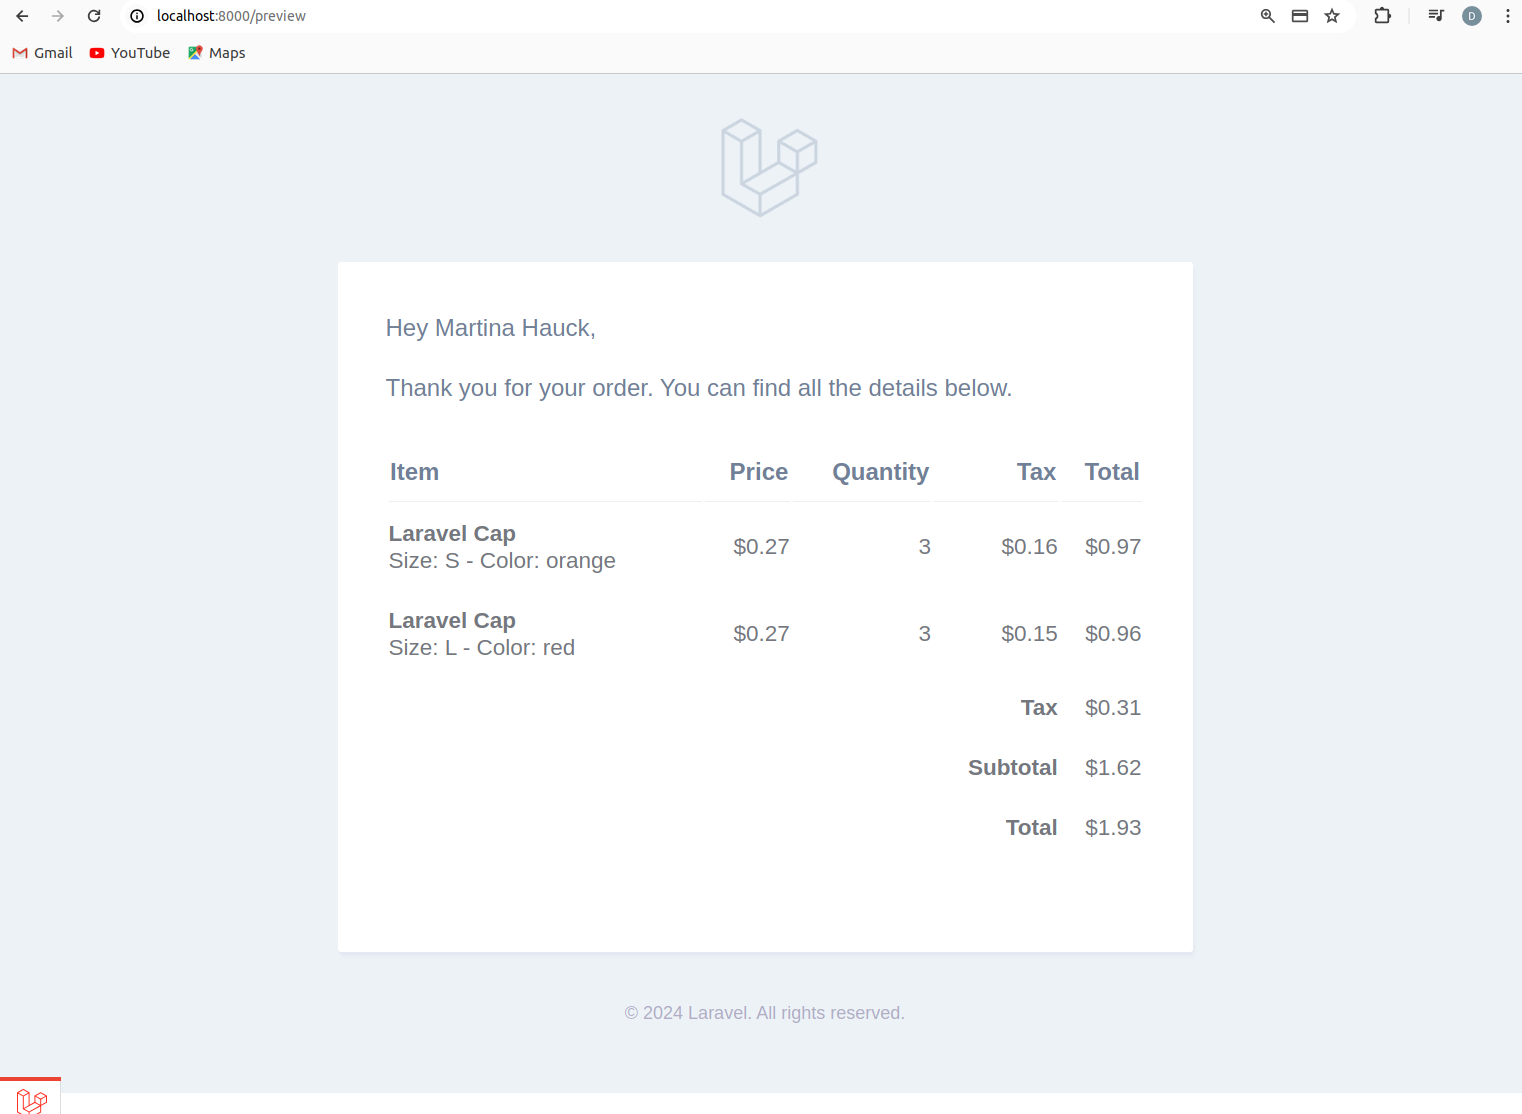 localhost:8000/preview
D
Gmail YouTube Maps
Hey Martina Hauck,
Thank you for your order. You can find all the details below.
Item Price Quantity Tax Total
Laravel Cap
Size: S - Color: orange $0.27 3 $0.16 $0.97
Laravel Cap
Size: L - Color: red $0.27 3 $0.15 $0.96
Tax $0.31
Subtotal $1.62
Total $1.93
© 2024 Laravel. All rights reserved.